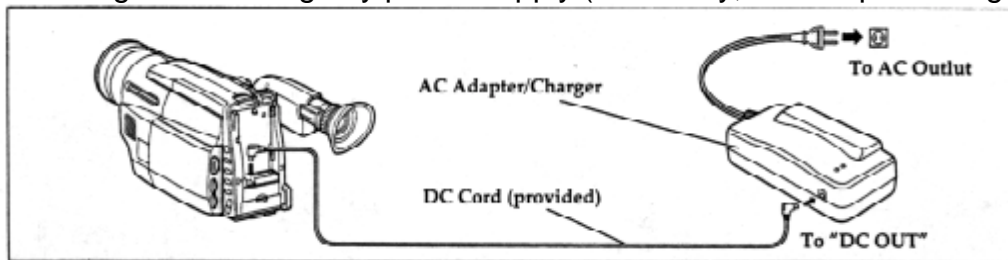 To AC Outlut
AC Adapter/Charger
DC Cord (provided)
To "DC OUT"